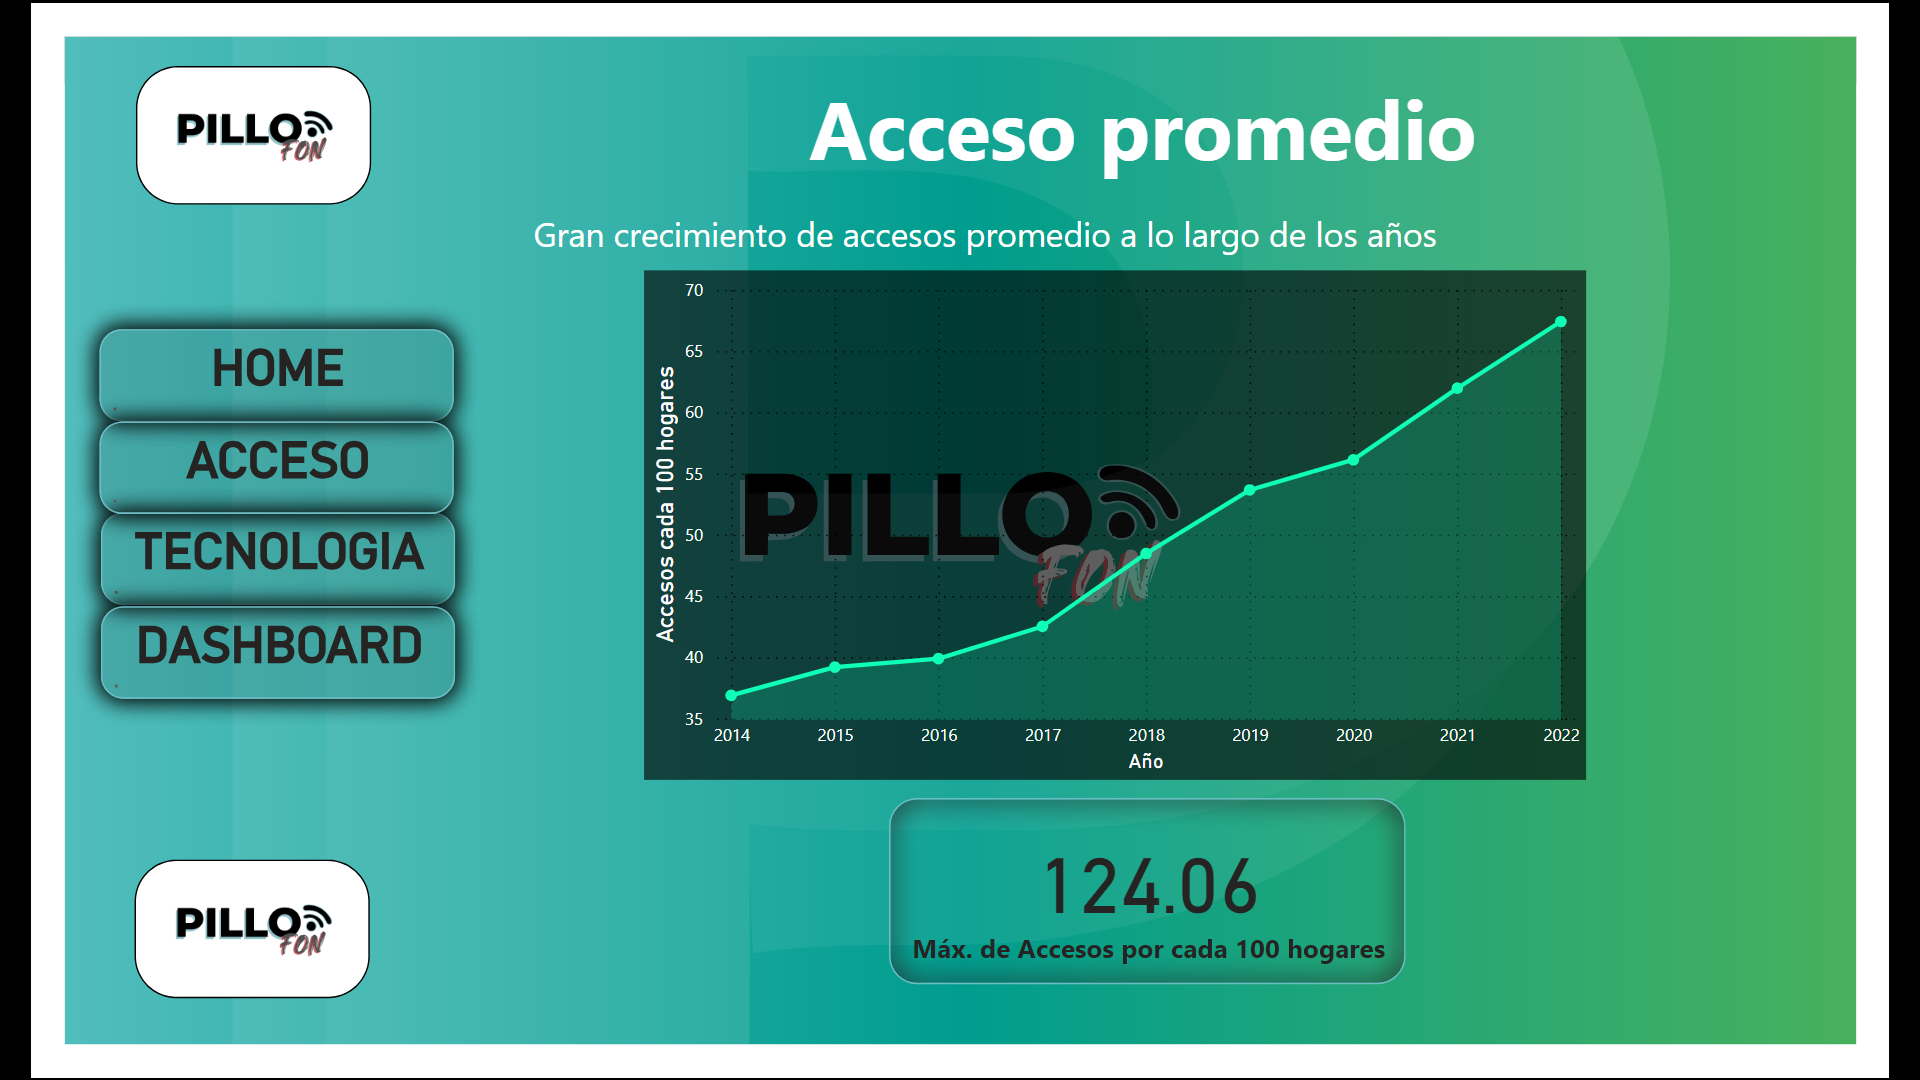 PILLO
FON
Acceso promedio
Gran crecimiento de accesos promedio a lo largo de los años
HOME
ACCESO
TECNOLOGIA
DASHBOARD
Accesos cada 100 hogares
70
65
60
55
50
45
40
35
PILLO
FON
2014 2015 2016 2017 2018 2019 2020 2021 2022
Año
124.06
Máx. de Accesos por cada 100 hogares
PILLO
FON